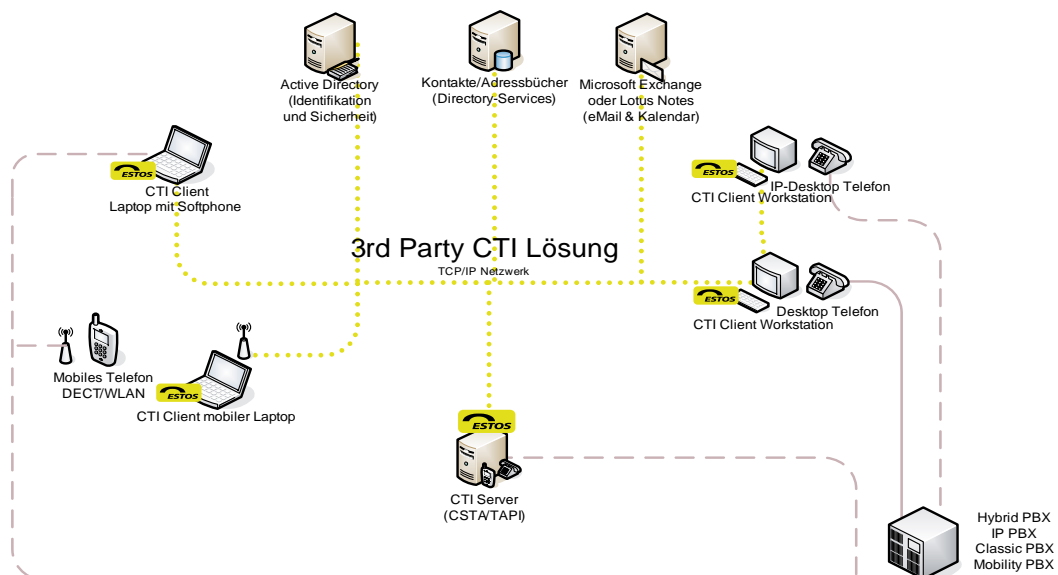 Active Directory
(Identifikation
und Sicherheit)
Kontakte/Adressbücher
(Directory-Services)
Microsoft Exchange
oder Lotus Notes
(eMail & Kalendar)
ESTOS
CTI Client
Laptop mit Softphone
ESTOS
IP-Desktop Telefon
CTI Client Workstation
3rd Party CTI Lösung
TCP/IP Netzwerk
ESTOS
Desktop Telefon
CTI Client Workstation
Mobiles Telefon
DECT/WLAN
ESTOS
CTI Client mobiler Laptop
ESTOS
CTI Server
(CSTA/TAPI)
Hybrid PBX
IP PBX
Classic PBX
Mobility PBX